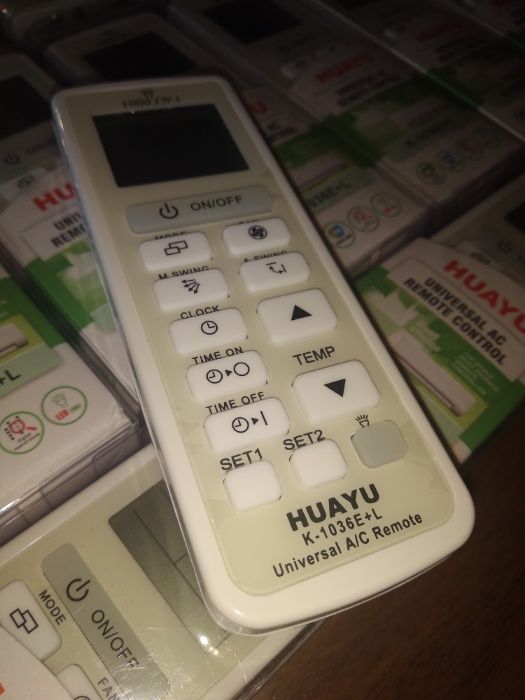 1000 IN 1
ON/OFF
MODE
FAN
M.SWING
A.SWING
CLOCK
TIME ON
TEMP
TIME OFF
SET1
SET2
HUAYU
K-1036E+L
Universal A/C Remote
HUAYU
UNIVERSAL AC
REMOTE CONTROL
MODE
ON/OFF